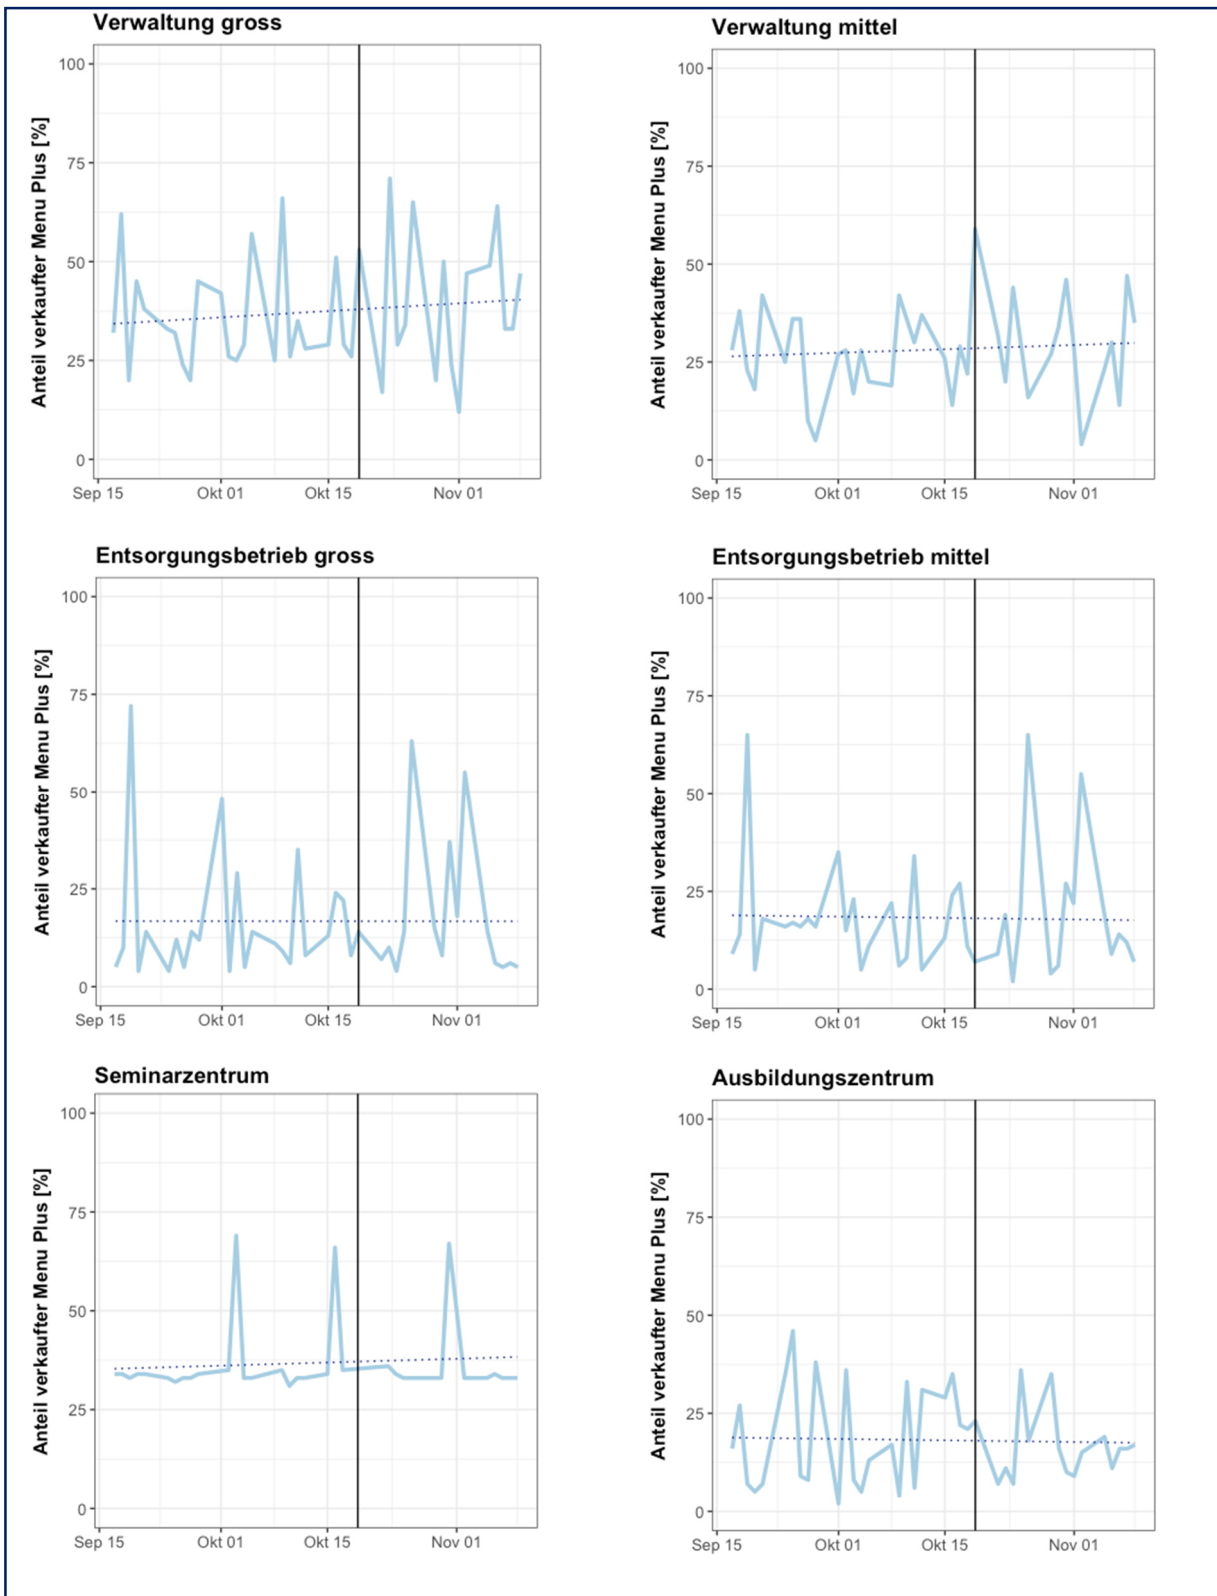 Verwaltung gross
Anteil verkaufter Menu Plus [%]
100
75
50
25
0
Sep 15 Okt 01 Okt 15 Nov 01
Verwaltung mittel
Anteil verkaufter Menu Plus [%]
100
75
50
25
0
Sep 15 Okt 01 Okt 15 Nov 01
Entsorgungsbetrieb gross
Anteil verkaufter Menu Plus [%]
100
75
50
25
0
Sep 15 Okt 01 Okt 15 Nov 01
Entsorgungsbetrieb mittel
Anteil verkaufter Menu Plus [%]
100
75
50
25
0
Sep 15 Okt 01 Okt 15 Nov 01
Seminarzentrum
Anteil verkaufter Menu Plus [%]
100
75
50
25
0
Sep 15 Okt 01 Okt 15 Nov 01
Ausbildungszentrum
Anteil verkaufter Menu Plus [%]
100
75
50
25
0
Sep 15 Okt 01 Okt 15 Nov 01